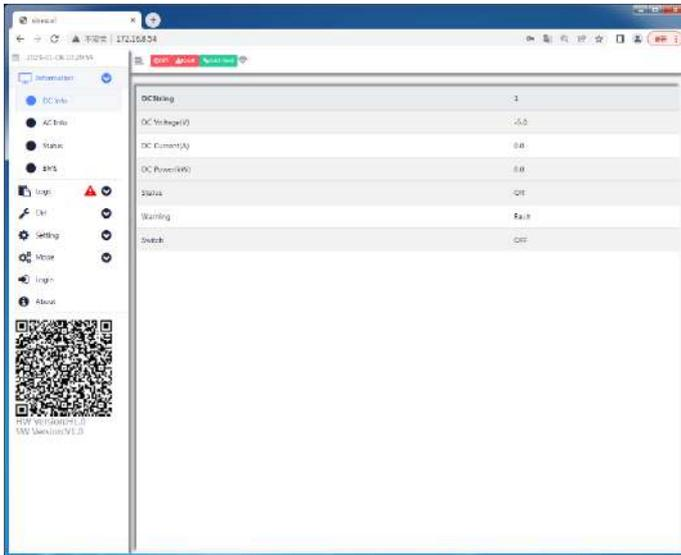 172.16.8.54
Information
DC Info
AC Info
Status
BMS
Logs
Ctrl
Setting
Mode
Login
About
HW Version:H1.0
SW Version:V1.0
DCString 1
DC Voltage(V) -5.0
DC Current(A) 0.0
DC Power(kW) 0.0
Status Off
Warning Fault
Switch OFF